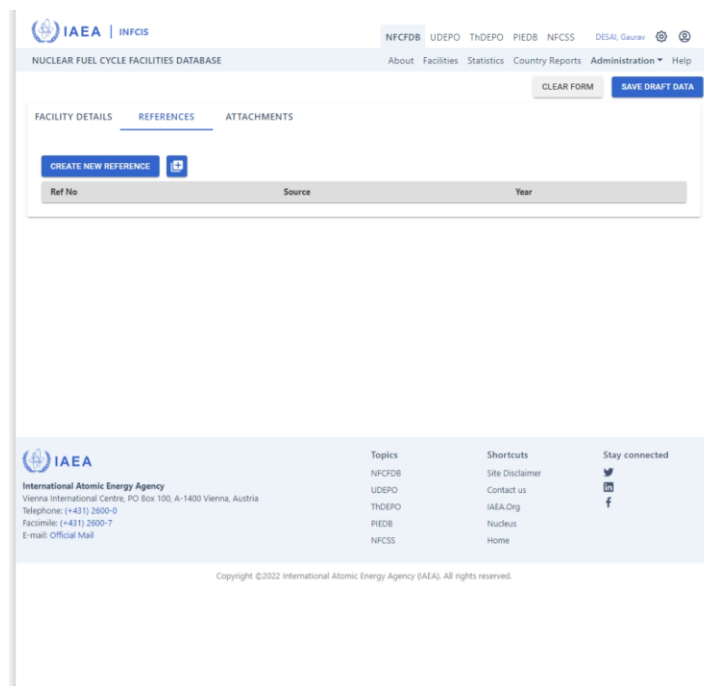 IAEA | INFCIS
NFCFDB UDEPO ThDEPO PIEDB NFCSS DESAI, Gaurav
NUCLEAR FUEL CYCLE FACILITIES DATABASE
About Facilities Statistics Country Reports Administration Help
CLEAR FORM SAVE DRAFT DATA
FACILITY DETAILS REFERENCES ATTACHMENTS
CREATE NEW REFERENCE
Ref No Source Year
IAEA
International Atomic Energy Agency
Vienna International Centre, PO Box 100, A-1400 Vienna, Austria
Telephone: (+431) 2600-0
Facsimile: (+431) 2600-7
E-mail: Official Mail
Topics
NFCFDB
UDEPO
ThDEPO
PIEDB
NFCSS
Shortcuts
Site Disclaimer
Contact us
IAEA.Org
Nucleus
Home
Stay connected
Copyright ©2022 International Atomic Energy Agency (IAEA). All rights reserved.